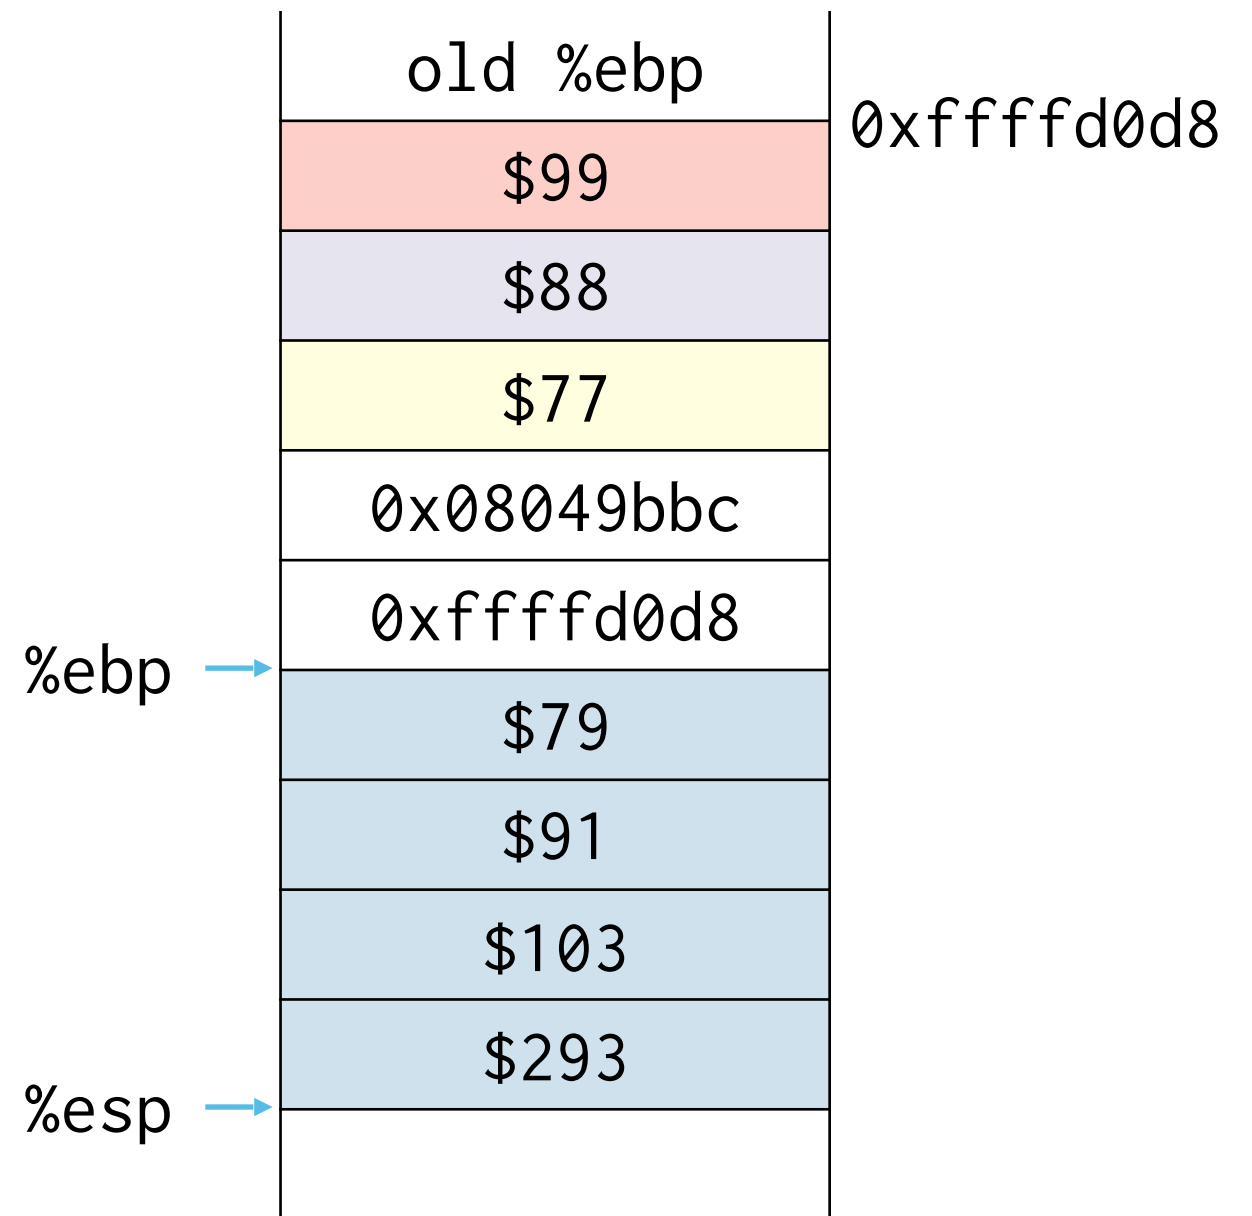 old %ebp
0xffffd0d8
$99
$88
$77
0x08049bbc
0xffffd0d8
%ebp
$79
$91
$103
$293
%esp